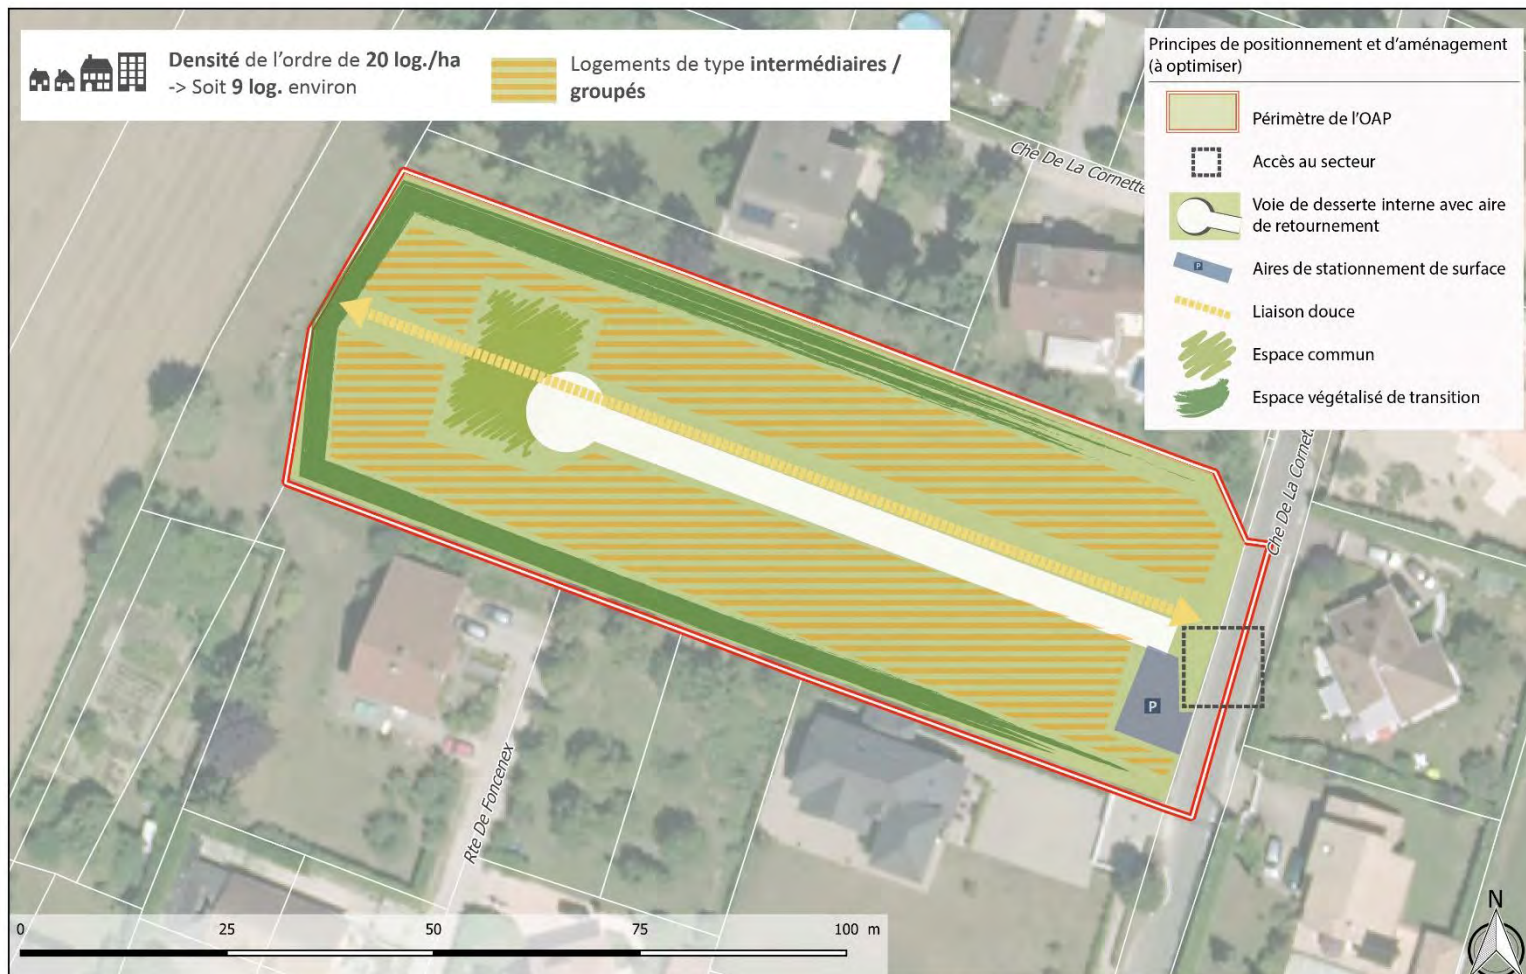 Densité de l’ordre de 20 log./ha
-> Soit 9 log. environ
Logements de type intermédiaires /
groupés
Principes de positionnement et d’aménagement
(à optimiser)
Périmètre de l’OAP
Accès au secteur
Voie de desserte interne avec aire
de retournement
P
Aires de stationnement de surface
Liaison douce
Espace commun
Espace végétalisé de transition
Che De La Cornette
Che De La Cornett
P
Rte De Foncenex
0 25 50 75 100 m
N